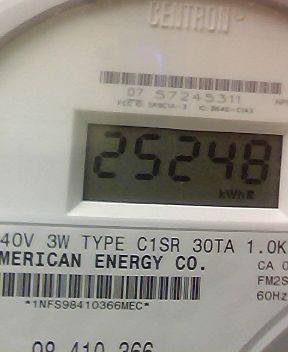 CENTRON
07 57245311
25248
kWh
40V 3W TYPE C1SR 30TA 1.0K
MERICAN ENERGY CO.
CA 0
FM2S
60Hz
*1NFS98410366MEC*
98 410 366